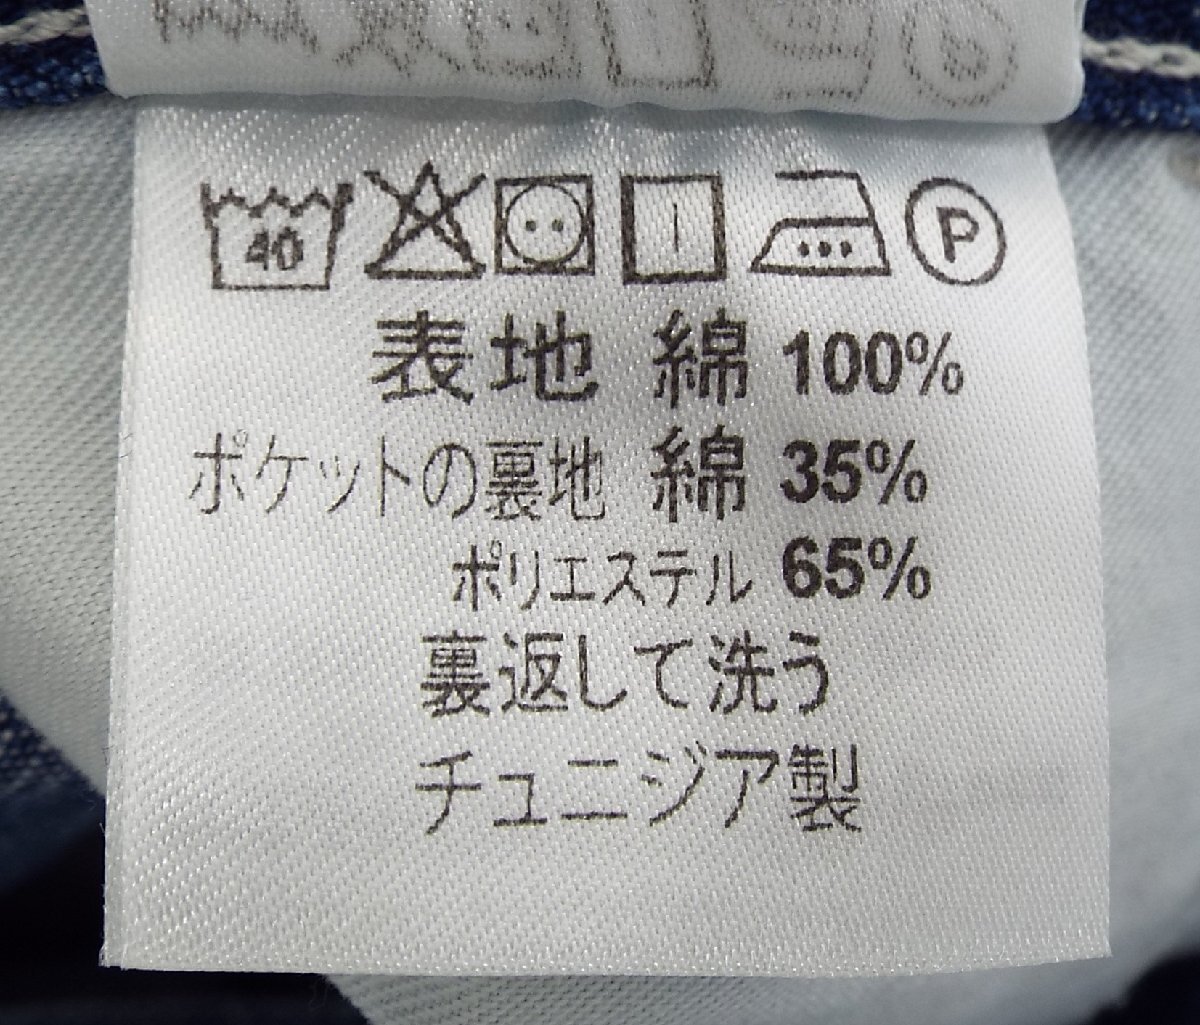 40 P
表地 綿 100%
ポケットの裏地 綿 35%
ポリエステル 65%
裏返して洗う
チュニジア製